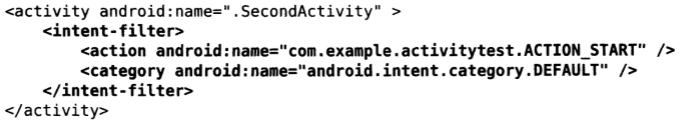 <activity android:name=".SecondActivity" >
    <intent-filter>
        <action android:name="com.example.activitytest.ACTION_START" />
        <category android:name="android.intent.category.DEFAULT" />
    </intent-filter>
</activity>